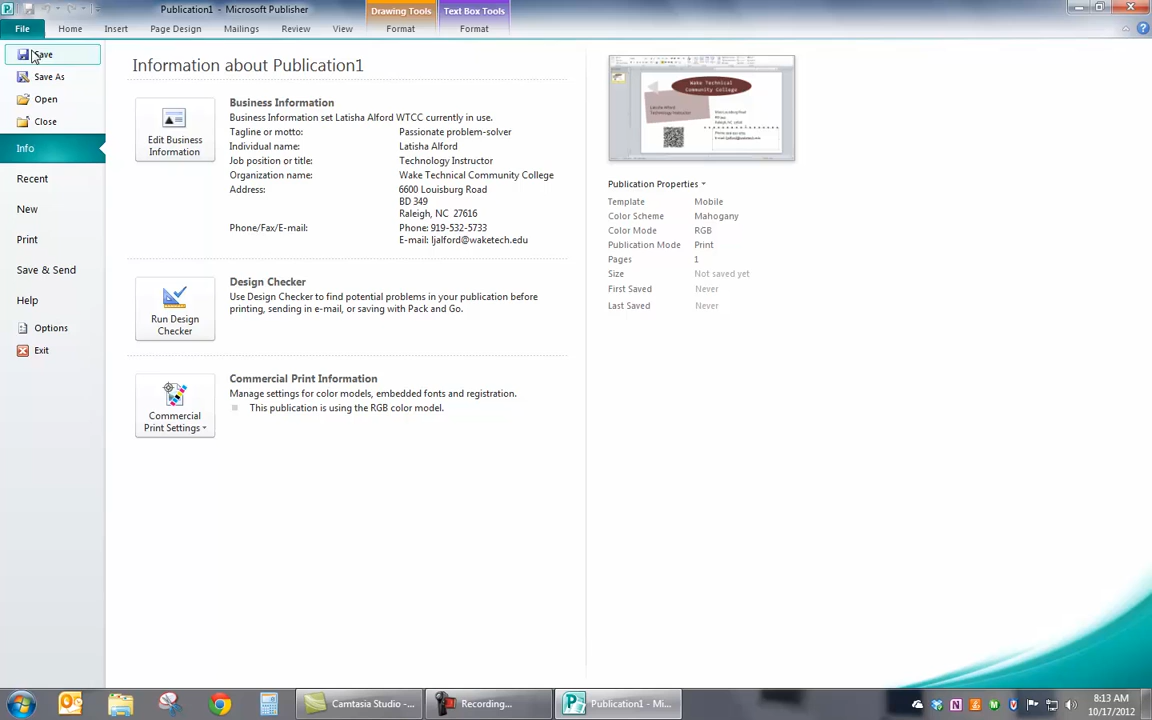 Publication1 - Microsoft Publisher
Drawing Tools
Text Box Tools
File
Home
Insert
Page Design
Mailings
Review
View
Format
Format
Save
Save As
Open
Close
Info
Recent
New
Print
Save & Send
Help
Options
Exit
Information about Publication1
Edit Business
Information
Business Information
Business Information set Latisha Alford WTCC currently in use.
Tagline or motto: Passionate problem-solver
Individual name: Latisha Alford
Job position or title: Technology Instructor
Organization name: Wake Technical Community College
Address: 6600 Louisburg Road
BD 349
Raleigh, NC 27616
Phone/Fax/E-mail: Phone: 919-532-5733
E-mail: ljalford@waketech.edu
Run Design
Checker
Design Checker
Use Design Checker to find potential problems in your publication before
printing, sending in e-mail, or saving with Pack and Go.
Commercial
Print Settings
Commercial Print Information
Manage settings for color models, embedded fonts and registration.
This publication is using the RGB color model.
Wake Technical
Community College
Latisha Alford
Technology Instructor
Publication Properties
Template Mobile
Color Scheme Mahogany
Color Mode RGB
Publication Mode Print
Pages 1
Size Not saved yet
First Saved Never
Last Saved Never
Camtasia Studio -...
Recording...
Publication1 - Mi...
8:13 AM
10/17/2012